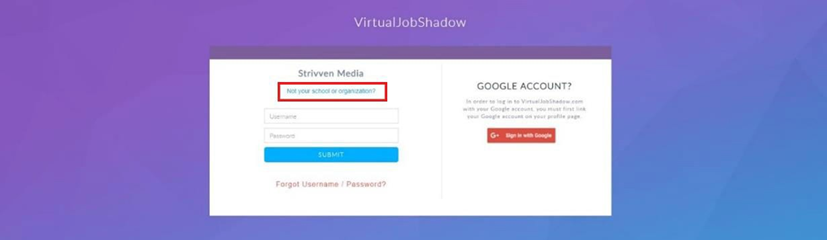 VirtualJobShadow
Strivven Media
Not your school or organization?
Username
Password
SUBMIT
Forgot Username / Password?
GOOGLE ACCOUNT?
In order to log in to VirtualJobShadow.com
with your Google account, you must first link
your Google account on your profile page.
G+ Sign in with Google